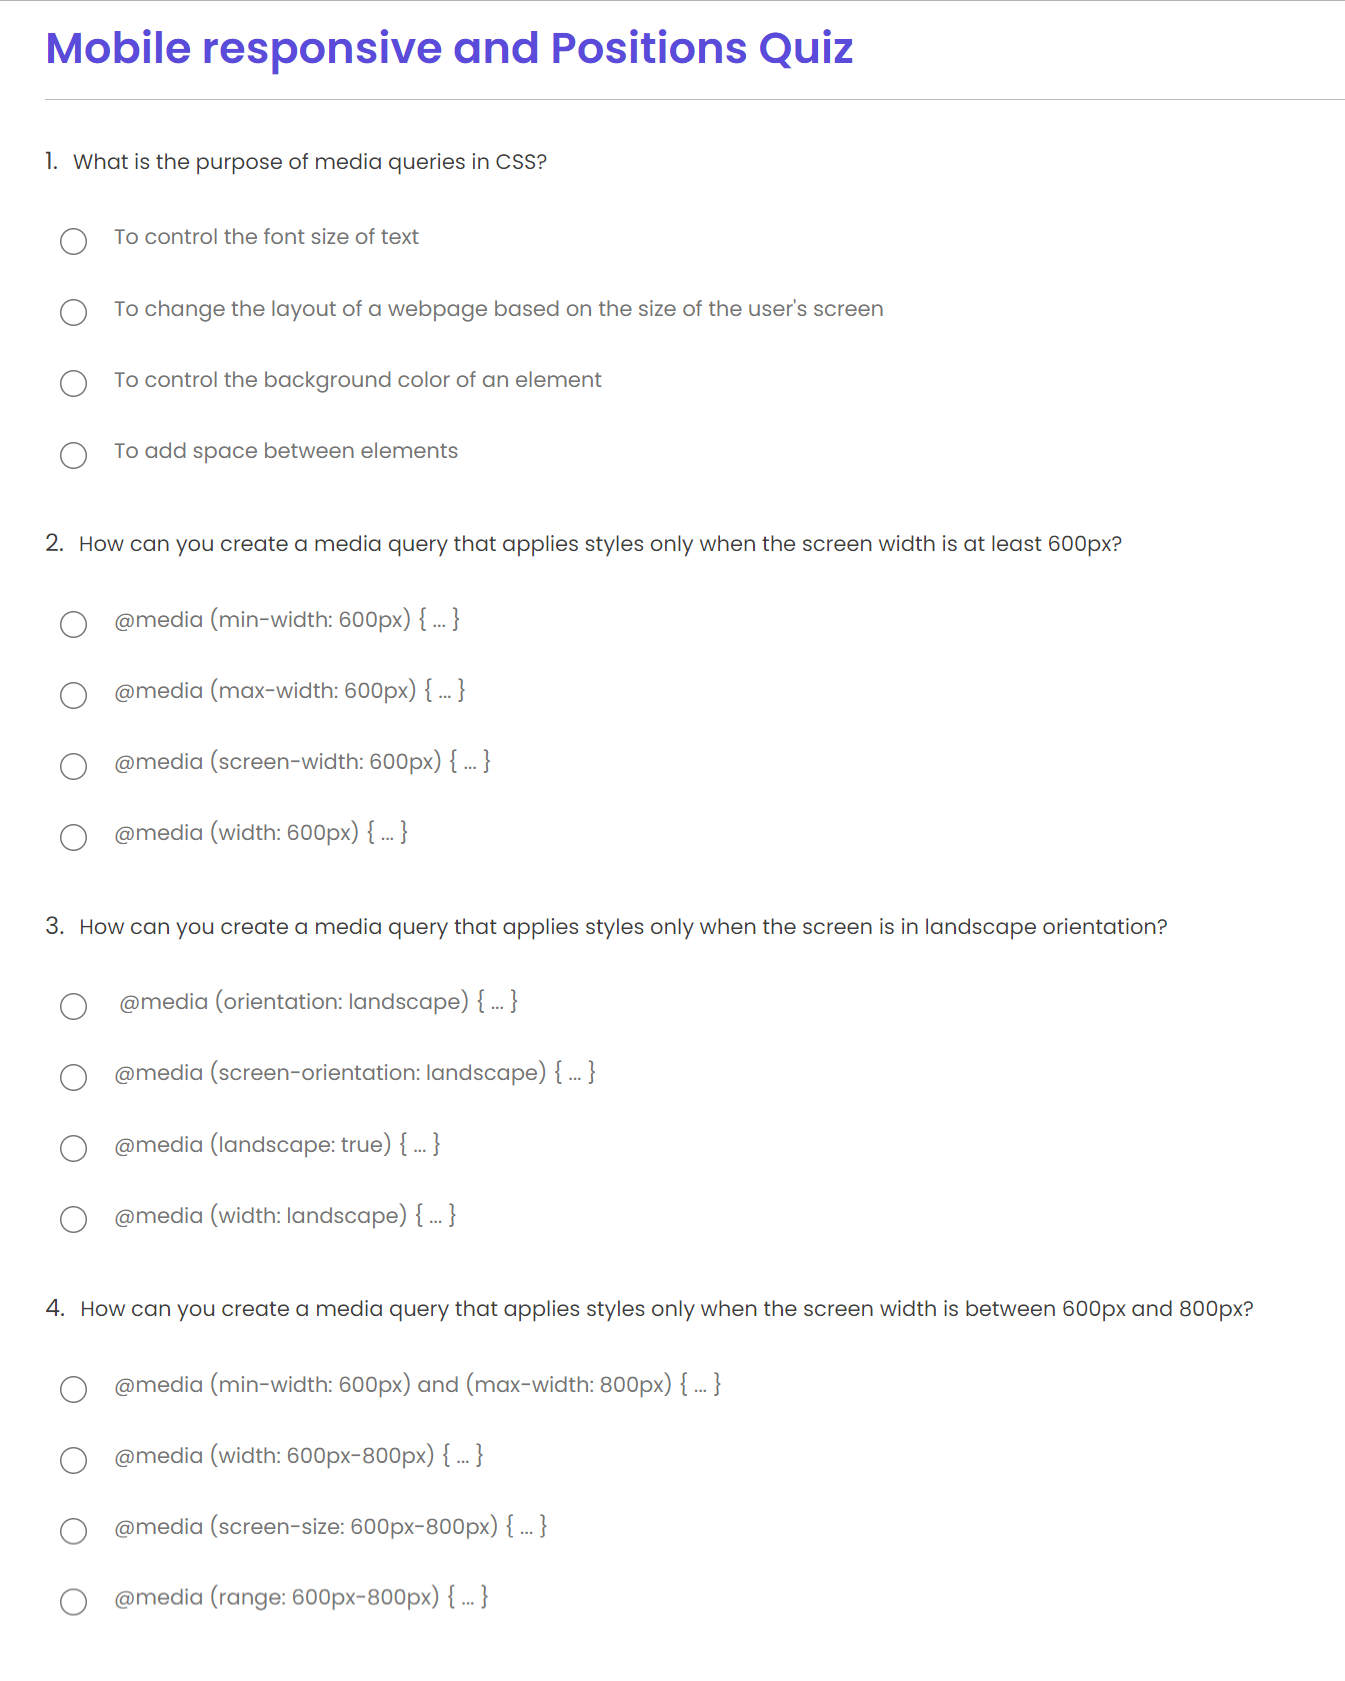 Mobile responsive and Positions Quiz
1. What is the purpose of media queries in CSS?
To control the font size of text
To change the layout of a webpage based on the size of the user's screen
To control the background color of an element
To add space between elements
2. How can you create a media query that applies styles only when the screen width is at least 600px?
@media (min-width: 600px) { ... }
@media (max-width: 600px) { ... }
@media (screen-width: 600px) { ... }
@media (width: 600px) { ... }
3. How can you create a media query that applies styles only when the screen is in landscape orientation?
@media (orientation: landscape) { ... }
@media (screen-orientation: landscape) { ... }
@media (landscape: true) { ... }
@media (width: landscape) { ... }
4. How can you create a media query that applies styles only when the screen width is between 600px and 800px?
@media (min-width: 600px) and (max-width: 800px) { ... }
@media (width: 600px-800px) { ... }
@media (screen-size: 600px-800px) { ... }
@media (range: 600px-800px) { ... }